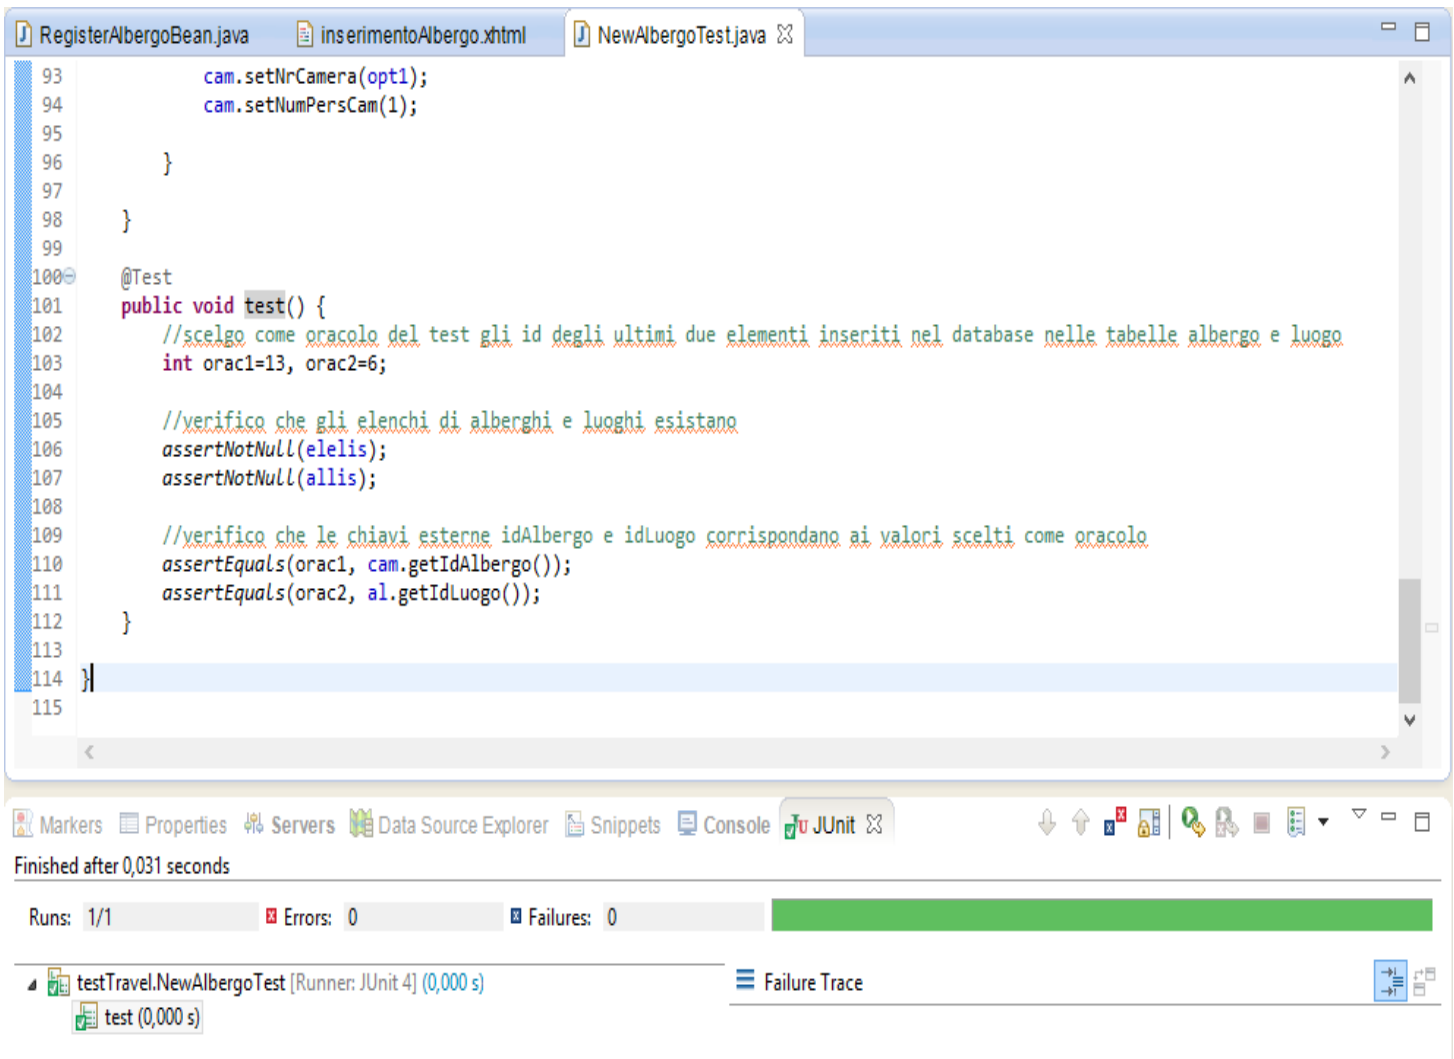 RegisterAlbergoBean.java inserimentoAlbergo.xhtml NewAlbergoTest.java
93 cam.setNrCamera(opt1);
94 cam.setNumPersCam(1);
95
96 }
97
98 }
99
100 @Test
101 public void test() {
102 //scelgo come oracolo del test gli id degli ultimi due elementi inseriti nel database nelle tabelle albergo e luogo
103 int orac1=13, orac2=6;
104
105 //verifico che gli elenchi di alberghi e luoghi esistano
106 assertNotNull(elelis);
107 assertNotNull(allis);
108
109 //verifico che le chiavi esterne idAlbergo e idLuogo corrispondano ai valori scelti come oracolo
110 assertEquals(orac1, cam.getIdAlbergo());
111 assertEquals(orac2, al.getIdLuogo());
112 }
113
114 }
115
Markers Properties Servers Data Source Explorer Snippets Console JUnit
Finished after 0,031 seconds
Runs: 1/1 Errors: 0 Failures: 0
testTravel.NewAlbergoTest [Runner: JUnit 4] (0,000 s) Failure Trace
test (0,000 s)